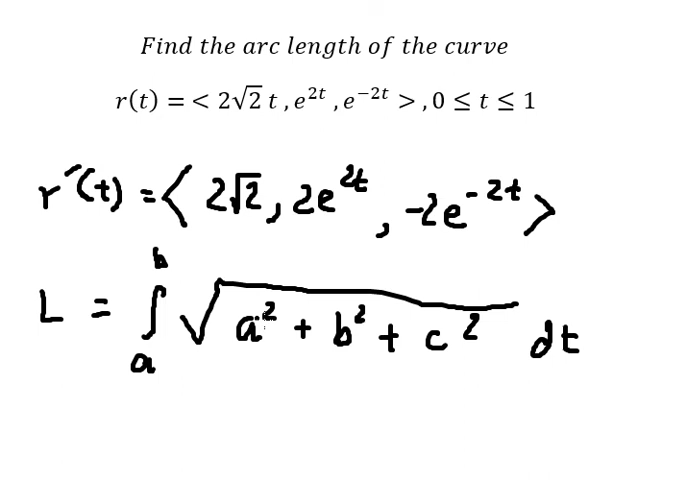 Find the arc length of the curve
r(t) = < 2√2 t , e^{2t} , e^{−2t} > , 0 ≤ t ≤ 1
r'(t) = < 2√2 , 2e^{2t} , -2e^{-2t} >
L = ∫_a^b √(a² + b² + c²) dt